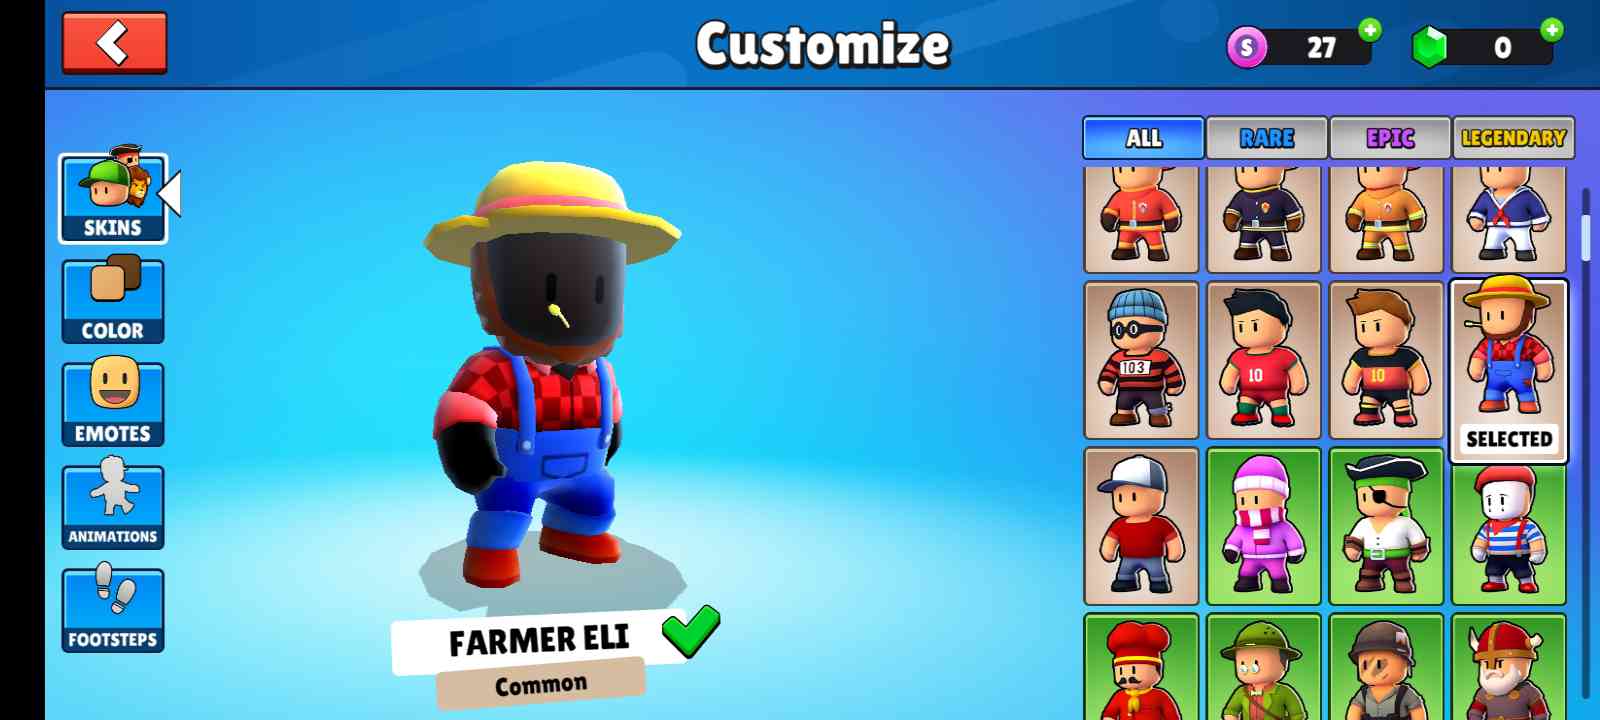 Customize
S
27
0
SKINS
COLOR
EMOTES
ANIMATIONS
FOOTSTEPS
FARMER ELI
Common
ALL
RARE
EPIC
LEGENDARY
103
10
10
SELECTED